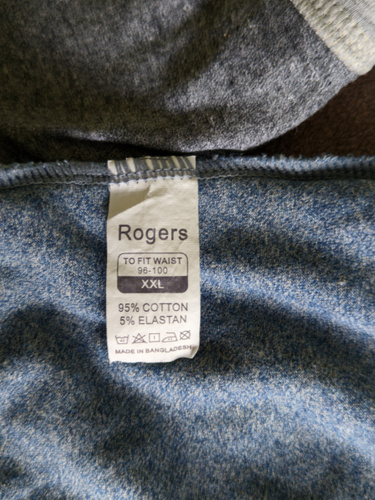 Rogers
TO FIT WAIST
96-100
XXL
95% COTTON
5% ELASTAN
MADE IN BANGLADESH